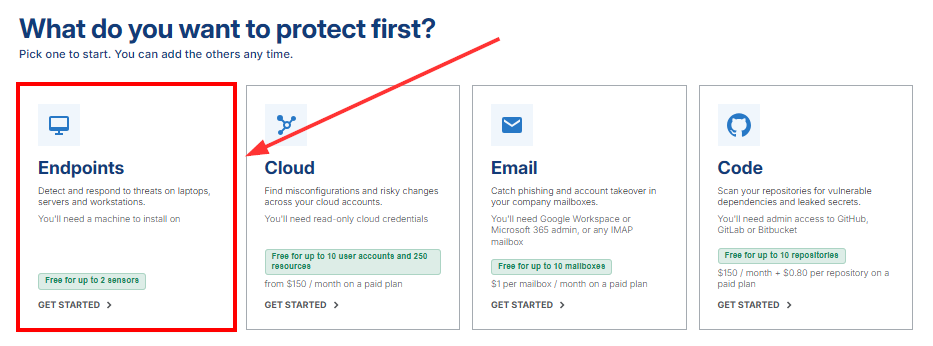 What do you want to protect first?
Pick one to start. You can add the others any time.
Endpoints
Detect and respond to threats on laptops,
servers and workstations.
You'll need a machine to install on
Free for up to 2 sensors
GET STARTED
Cloud
Find misconfigurations and risky changes
across your cloud accounts.
You'll need read-only cloud credentials
Free for up to 10 user accounts and 250
resources
from $150 / month on a paid plan
GET STARTED
Email
Catch phishing and account takeover in
your company mailboxes.
You'll need Google Workspace or
Microsoft 365 admin, or any IMAP
mailbox
Free for up to 10 mailboxes
$1 per mailbox / month on a paid plan
GET STARTED
Code
Scan your repositories for vulnerable
dependencies and leaked secrets.
You'll need admin access to GitHub,
GitLab or Bitbucket
Free for up to 10 repositories
$150 / month + $0.80 per repository on a
paid plan
GET STARTED